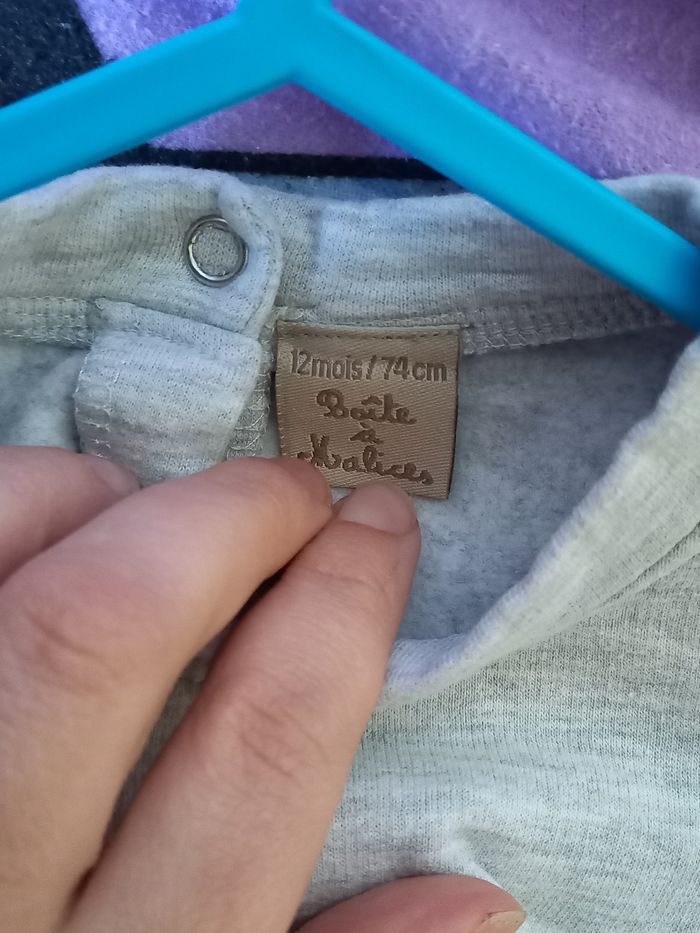 12mois / 74cm
Boîte
à
Malices